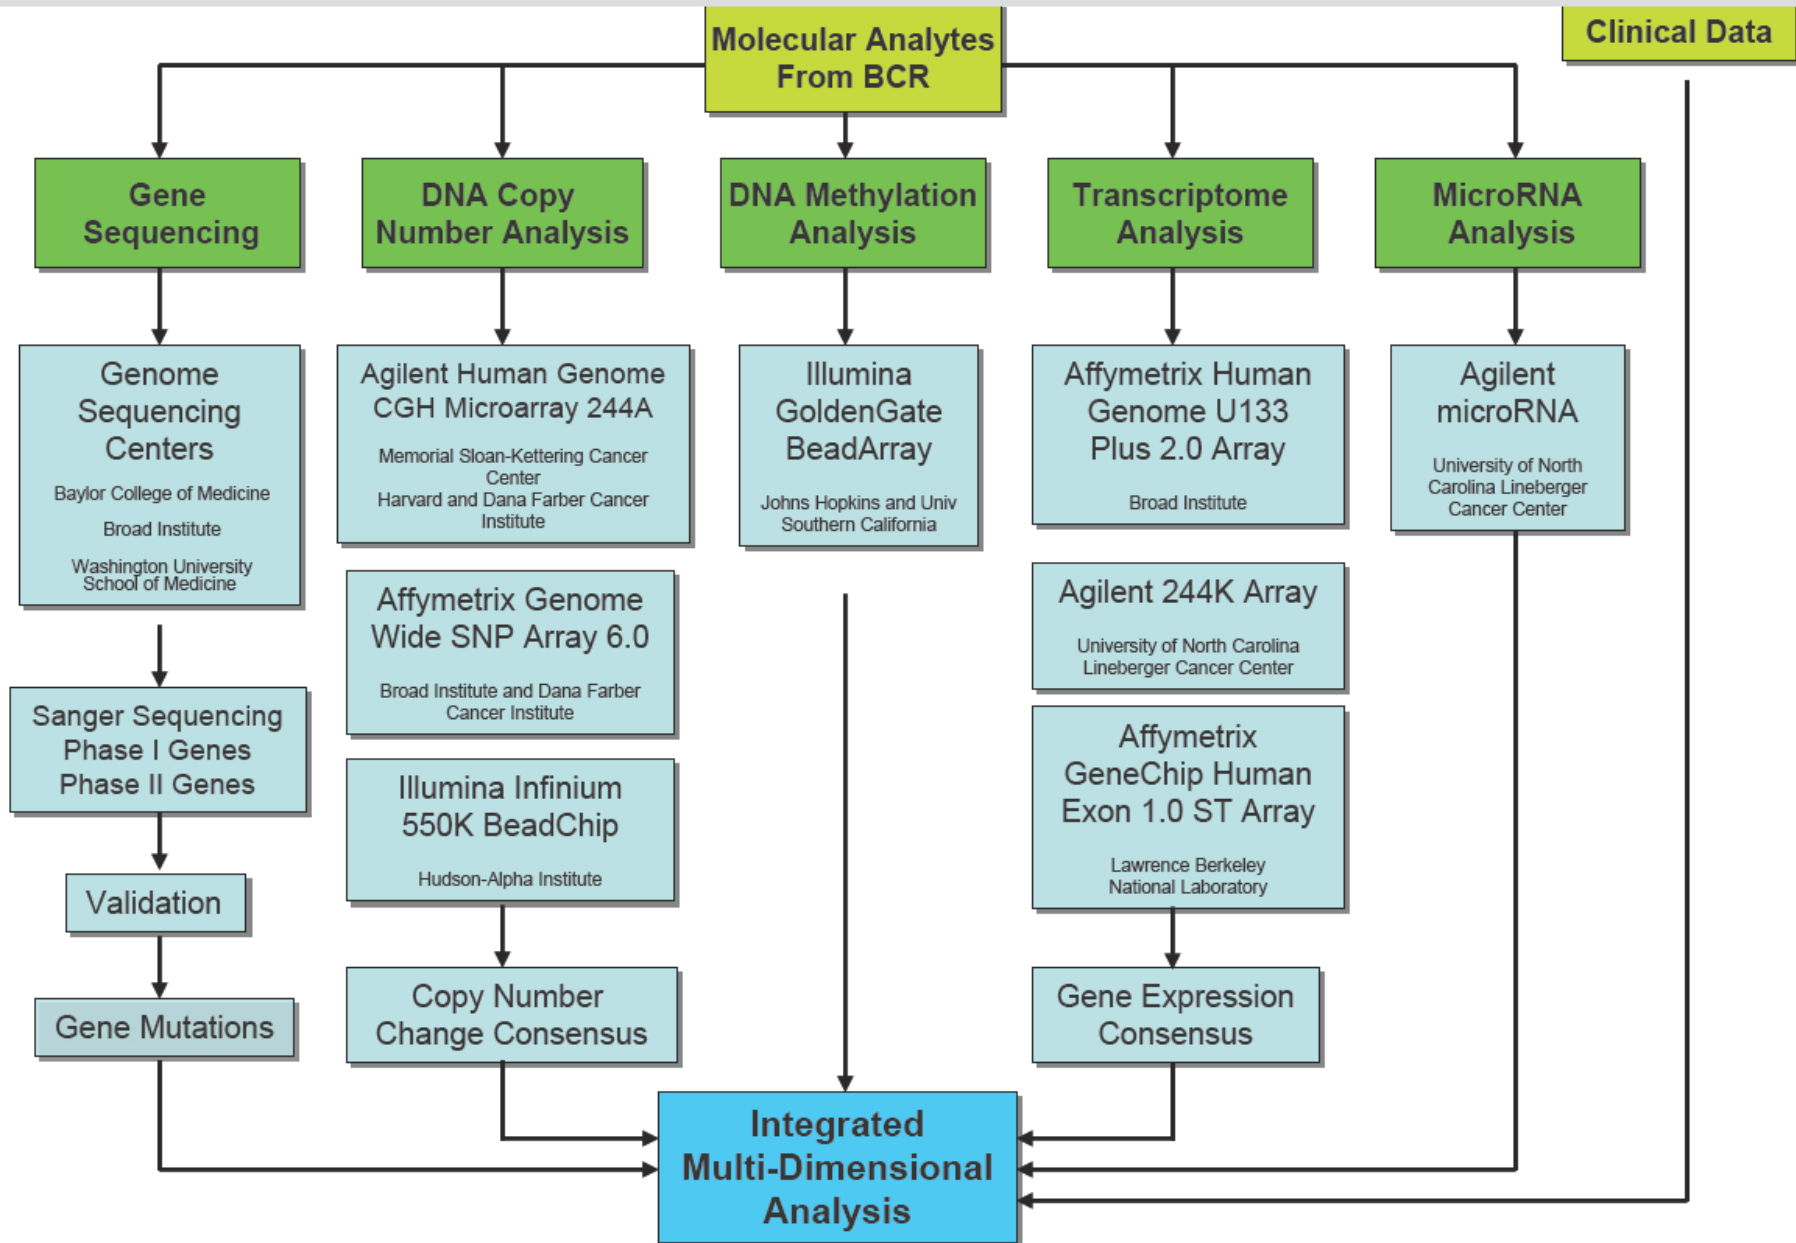 Molecular Analytes
From BCR
Clinical Data
Gene
Sequencing
DNA Copy
Number Analysis
DNA Methylation
Analysis
Transcriptome
Analysis
MicroRNA
Analysis
Genome
Sequencing
Centers
Baylor College of Medicine
Broad Institute
Washington University
School of Medicine
Sanger Sequencing
Phase I Genes
Phase II Genes
Validation
Gene Mutations
Agilent Human Genome
CGH Microarray 244A
Memorial Sloan-Kettering Cancer
Center
Harvard and Dana Farber Cancer
Institute
Affymetrix Genome
Wide SNP Array 6.0
Broad Institute and Dana Farber
Cancer Institute
Illumina Infinium
550K BeadChip
Hudson-Alpha Institute
Copy Number
Change Consensus
Illumina
GoldenGate
BeadArray
Johns Hopkins and Univ
Southern California
Affymetrix Human
Genome U133
Plus 2.0 Array
Broad Institute
Agilent 244K Array
University of North Carolina
Lineberger Cancer Center
Affymetrix
GeneChip Human
Exon 1.0 ST Array
Lawrence Berkeley
National Laboratory
Gene Expression
Consensus
Agilent
microRNA
University of North
Carolina Lineberger
Cancer Center
Integrated
Multi-Dimensional
Analysis